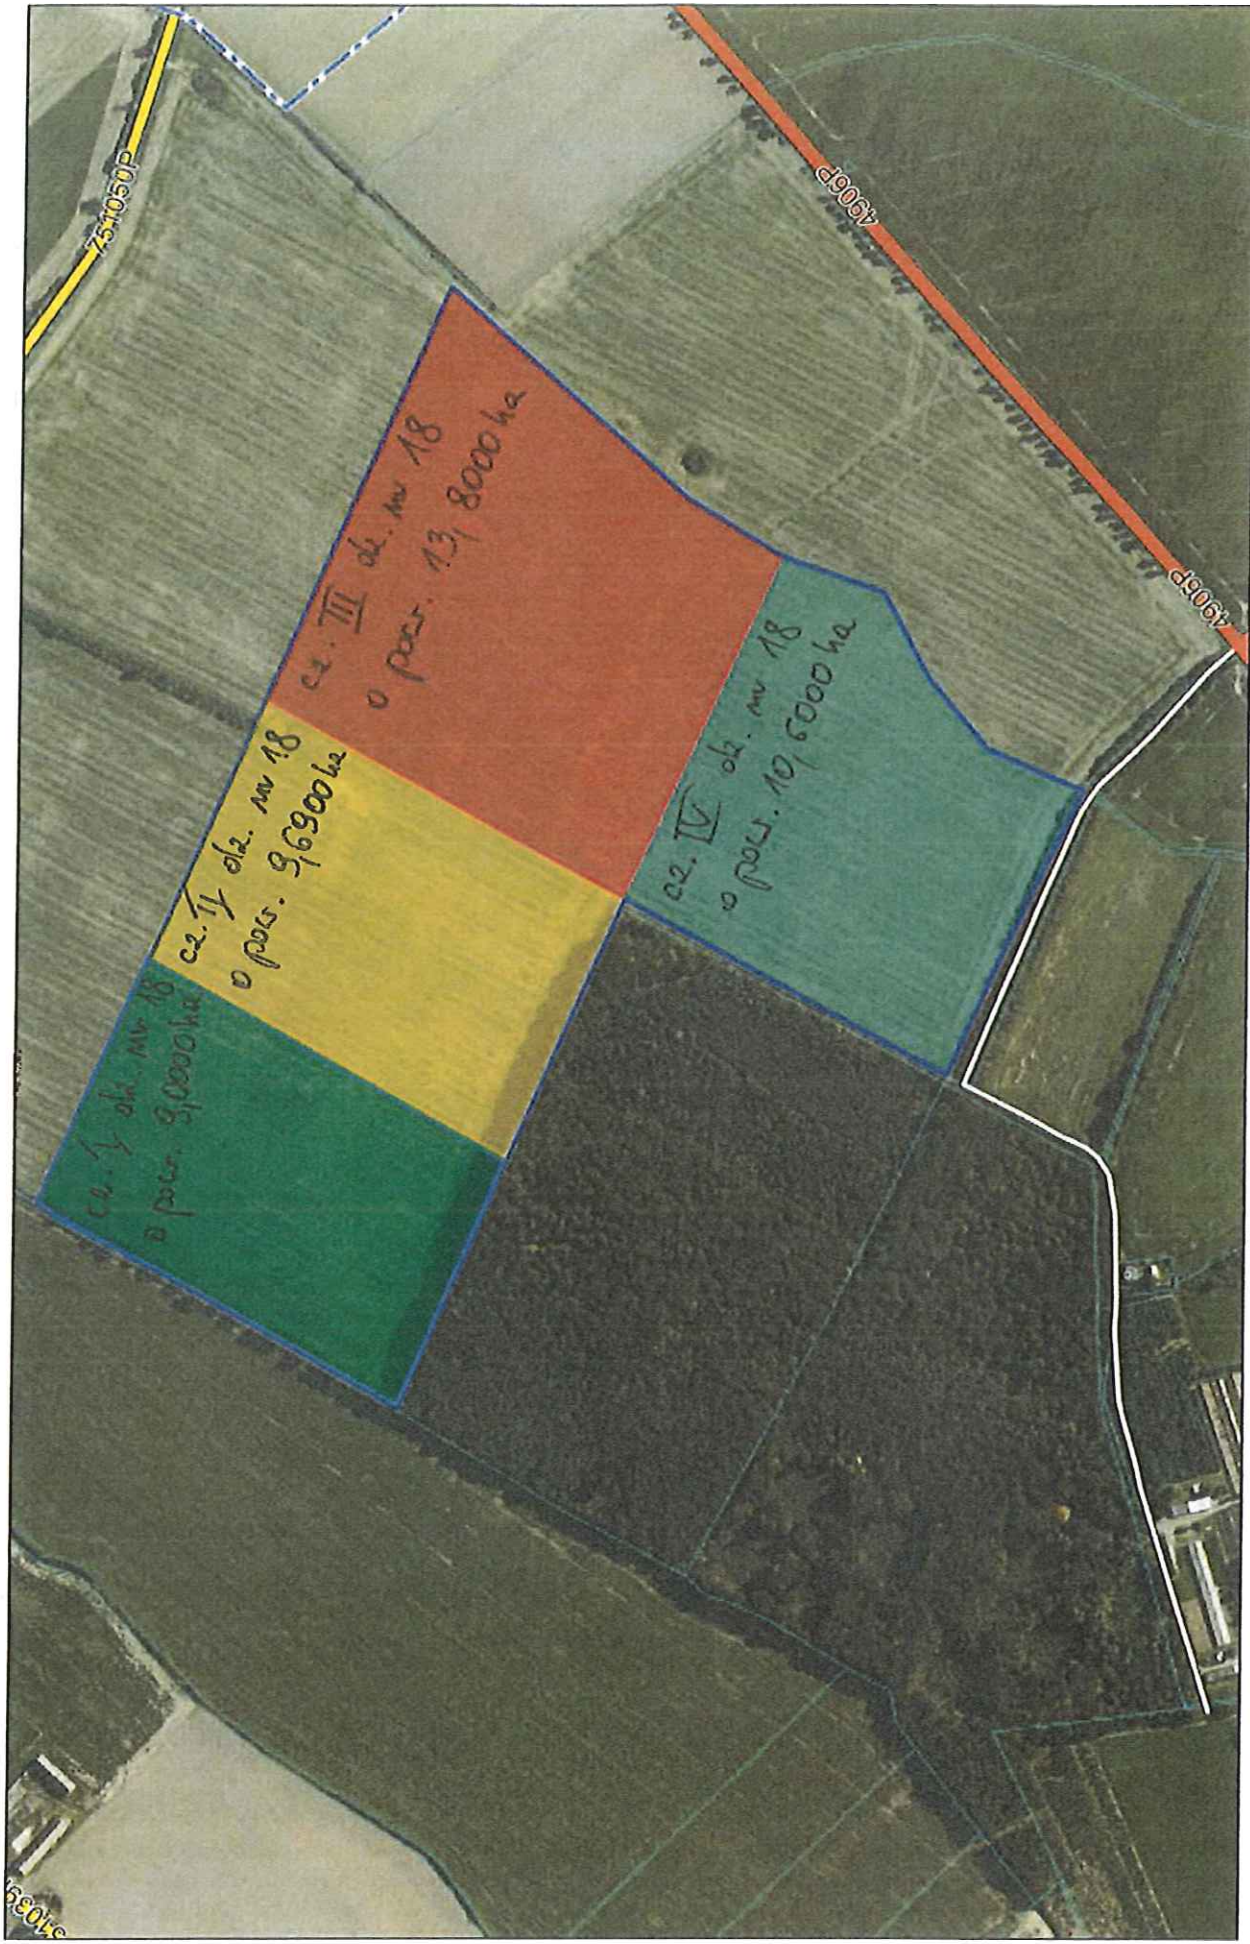 751050P
4906P
4906P
cz. III dz. nr 18
o pow. 13,8000 ha
cz. IV dz. nr 18
o pow. 10,6000 ha
cz. II dz. nr 18
o pow. 9,6900 ha
cz. I dz. nr 18
o pow. 9,0000 ha